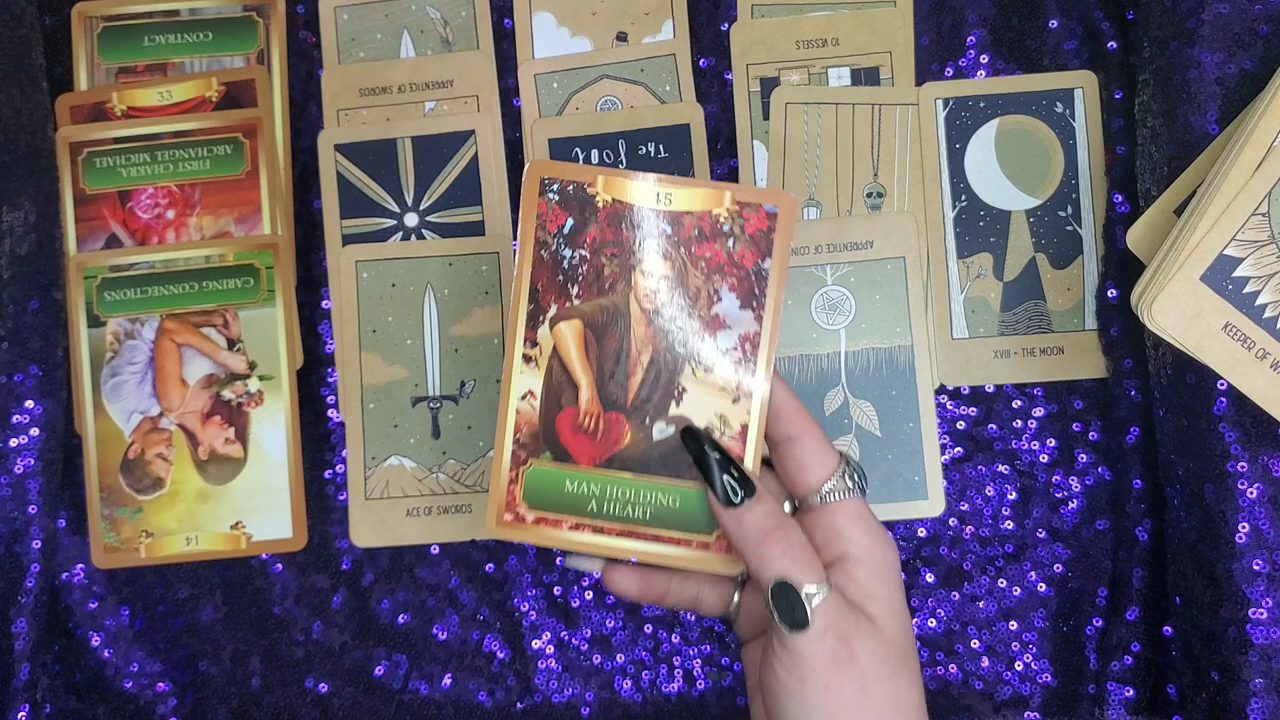 CONTRACT
33
FIRST CHAKRA,
ARCHANGEL MICHAEL
CARING CONNECTIONS
14
APPRENTICE OF SWORDS
ACE OF SWORDS
The fool
15
MAN HOLDING
A HEART
10 VESSELS
APPRENTICE OF COIN
XVIII - THE MOON
KEEPER OF W